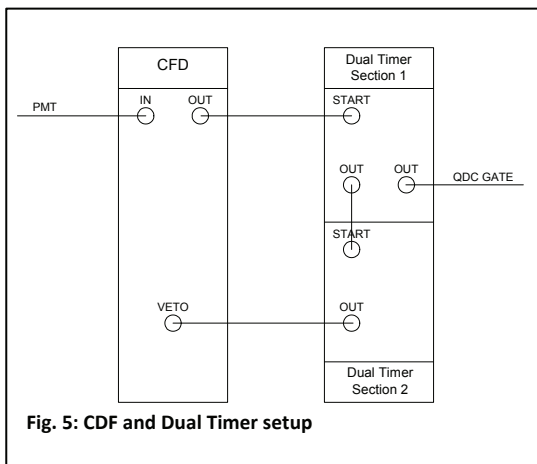 CFD
Dual Timer
Section 1
IN OUT
START
PMT
OUT OUT
QDC GATE
START
VETO
OUT
Dual Timer
Section 2
Fig. 5: CDF and Dual Timer setup